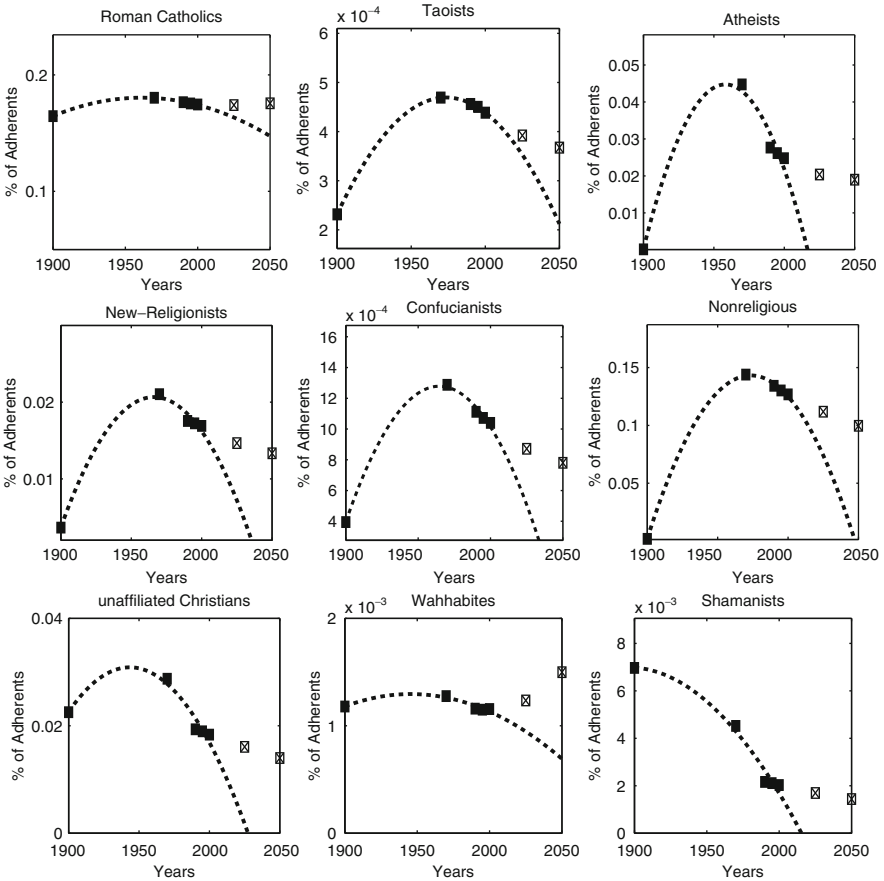 Roman Catholics
% of Adherents
0.2
0.1
1900 1950 2000 2050
Years
Taoists
x 10⁻⁴
% of Adherents
6
5
4
3
2
1900 1950 2000 2050
Years
Atheists
% of Adherents
0.05
0.04
0.03
0.02
0.01
1900 1950 2000 2050
Years
New–Religionists
% of Adherents
0.02
0.01
1900 1950 2000 2050
Years
Confucianists
x 10⁻⁴
% of Adherents
16
14
12
10
8
6
4
1900 1950 2000 2050
Years
Nonreligious
% of Adherents
0.15
0.1
0.05
1900 1950 2000 2050
Years
unaffiliated Christians
% of Adherents
0.04
0.02
0
1900 1950 2000 2050
Years
Wahhabites
x 10⁻³
% of Adherents
2
1
0
1900 1950 2000 2050
Years
Shamanists
x 10⁻³
% of Adherents
8
6
4
2
0
1900 1950 2000 2050
Years